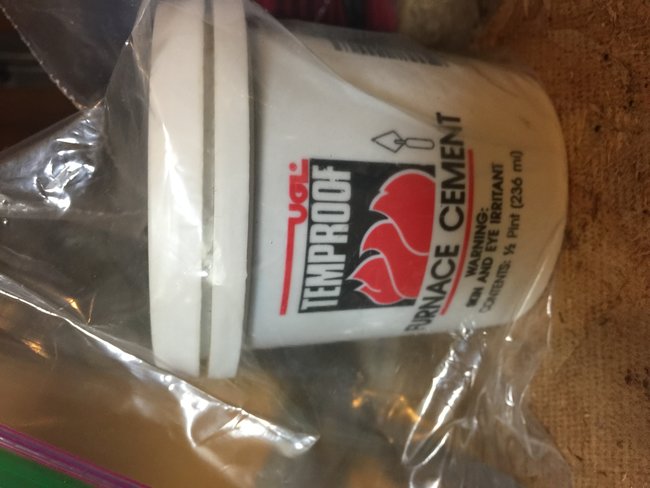 UGL
TEMPROOF
FURNACE CEMENT
WARNING:
SKIN AND EYE IRRITANT
CONTENTS: ½ Pint (236 ml)